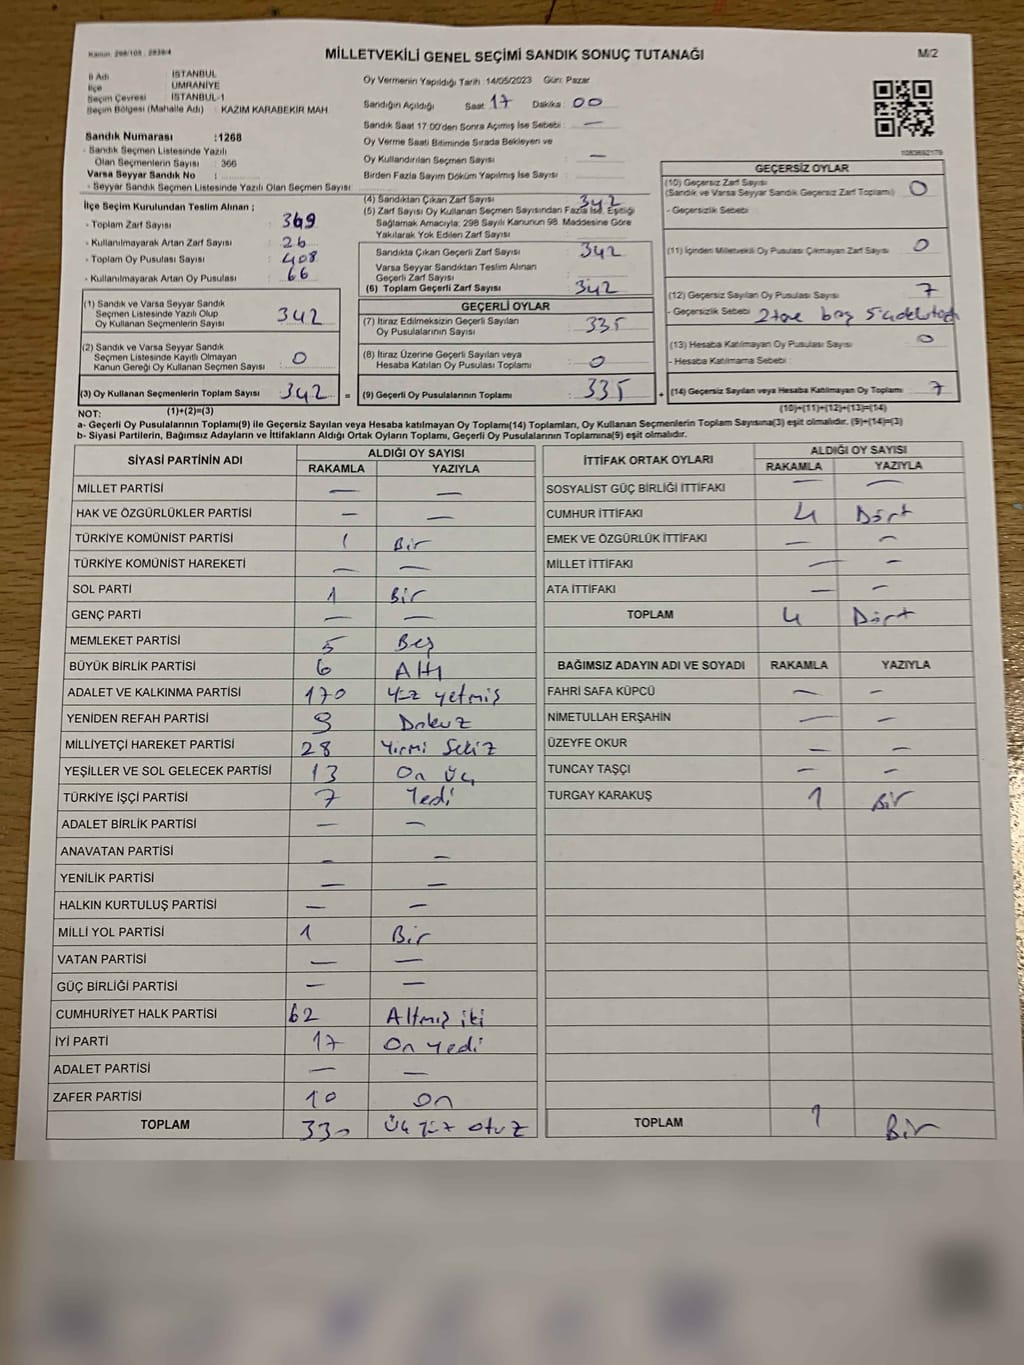 Kanun: 298/105 - 2839/4
MİLLETVEKİLİ GENEL SEÇİMİ SANDIK SONUÇ TUTANAĞI
M/2
İl Adı İSTANBUL
İlçe ÜMRANİYE
Seçim Çevresi İSTANBUL-1
Seçim Bölgesi (Mahalle Adı) : KAZIM KARABEKİR MAH.
Oy Vermenin Yapıldığı Tarih :14/05/2023 Gün: Pazar
Sandığın Açıldığı Saat: 17 Dakika: 00
Sandık Saat 17:00'den Sonra Açılmış İse Sebebi : —
Oy Verme Saati Bitiminde Sırada Bekleyen ve
Oy Kullandırılan Seçmen Sayısı : —
Birden Fazla Sayım Döküm Yapılmış İse Sayısı :
Sandık Numarası :1268
- Sandık Seçmen Listesinde Yazılı
Olan Seçmenlerin Sayısı : 366
Varsa Seyyar Sandık No :
- Seyyar Sandık Seçmen Listesinde Yazılı Olan Seçmen Sayısı:
1083692179
İlçe Seçim Kurulundan Teslim Alınan ;
- Toplam Zarf Sayısı : 369
- Kullanılmayarak Artan Zarf Sayısı : 26
- Toplam Oy Pusulası Sayısı : 408
- Kullanılmayarak Artan Oy Pusulası : 66
(1) Sandık ve Varsa Seyyar Sandık
Seçmen Listesinde Yazılı Olup
Oy Kullanan Seçmenlerin Sayısı : 342
(2) Sandık ve Varsa Seyyar Sandık
Seçmen Listesinde Kayıtlı Olmayan
Kanun Gereği Oy Kullanan Seçmen Sayısı : 0
(3) Oy Kullanan Seçmenlerin Toplam Sayısı : 342 =
(1)+(2)=(3)
(4) Sandıktan Çıkan Zarf Sayısı : 342
(5) Zarf Sayısı Oy Kullanan Seçmen Sayısından Fazla İse, Eşitliği
Sağlamak Amacıyla; 298 Sayılı Kanunun 98. Maddesine Göre
Yakılarak Yok Edilen Zarf Sayısı :
Sandıkta Çıkan Geçerli Zarf Sayısı : 342
Varsa Seyyar Sandıktan Teslim Alınan
Geçerli Zarf Sayısı :
(6) Toplam Geçerli Zarf Sayısı : 342
GEÇERLİ OYLAR
(7) İtiraz Edilmeksizin Geçerli Sayılan
Oy Pusulalarının Sayısı : 335
(8) İtiraz Üzerine Geçerli Sayılan veya
Hesaba Katılan Oy Pusulası Toplamı : 0
(9) Geçerli Oy Pusulalarının Toplamı : 335 +
GEÇERSİZ OYLAR
(10) Geçersiz Zarf Sayısı
(Sandık ve Varsa Seyyar Sandık Geçersiz Zarf Toplamı) : 0
- Geçersizlik Sebebi :
(11) İçinden Milletvekili Oy Pusulası Çıkmayan Zarf Sayısı : 0
(12) Geçersiz Sayılan Oy Pusulası Sayısı : 7
- Geçersizlik Sebebi : 2 tane boş 5
(13) Hesaba Katılmayan Oy Pusulası Sayısı : 0
- Hesaba Katılmama Sebebi :
(14) Geçersiz Sayılan veya Hesaba Katılmayan Oy Toplamı : 7
(10)+(11)+(12)+(13)=(14)
NOT:
a- Geçerli Oy Pusulasının Toplamı(9) ile Geçersiz Sayılan veya Hesaba katılmayan Oy Toplamı(14) Toplamları, Oy Kullanan Seçmenlerin Toplam Sayısına(3) eşit olmalıdır. (9)+(14)=(3)
b- Siyasi Partilerin, Bağımsız Adayların ve İttifakların Aldığı Ortak Oyların Toplamı, Geçerli Oy Pusulalarının Toplamına(9) eşit olmalıdır.
SİYASİ PARTİNİN ADI ALDIĞI OY SAYISI
RAKAMLA YAZIYLA
MİLLET PARTİSİ — —
HAK VE ÖZGÜRLÜKLER PARTİSİ — —
TÜRKİYE KOMÜNİST PARTİSİ 1 Bir
TÜRKİYE KOMÜNİST HAREKETİ — —
SOL PARTİ 1 Bir
GENÇ PARTİ — —
MEMLEKET PARTİSİ 5 Beş
BÜYÜK BİRLİK PARTİSİ 6 Altı
ADALET VE KALKINMA PARTİSİ 170 Yüz yetmiş
YENİDEN REFAH PARTİSİ 9 Dokuz
MİLLİYETÇİ HAREKET PARTİSİ 28 Yirmi Sekiz
YEŞİLLER VE SOL GELECEK PARTİSİ 13 On Üç
TÜRKİYE İŞÇİ PARTİSİ 7 Yedi
ADALET BİRLİK PARTİSİ — —
ANAVATAN PARTİSİ — —
YENİLİK PARTİSİ — —
HALKIN KURTULUŞ PARTİSİ — —
MİLLİ YOL PARTİSİ 1 Bir
VATAN PARTİSİ — —
GÜÇ BİRLİĞİ PARTİSİ — —
CUMHURİYET HALK PARTİSİ 62 Altmış iki
İYİ PARTİ 17 On yedi
ADALET PARTİSİ — —
ZAFER PARTİSİ 10 On
TOPLAM 330 Üç Yüz otuz
İTTİFAK ORTAK OYLARI ALDIĞI OY SAYISI
RAKAMLA YAZIYLA
SOSYALİST GÜÇ BİRLİĞİ İTTİFAKI — —
CUMHUR İTTİFAKI 4 Dört
EMEK VE ÖZGÜRLÜK İTTİFAKI — —
MİLLET İTTİFAKI — —
ATA İTTİFAKI — —
TOPLAM 4 Dört
BAĞIMSIZ ADAYIN ADI VE SOYADI RAKAMLA YAZIYLA
FAHRİ SAFA KÜPCÜ — —
NİMETULLAH ERŞAHİN — —
ÜZEYFE OKUR — —
TUNCAY TAŞÇI — —
TURGAY KARAKUŞ 1 Bir
TOPLAM 1 Bir